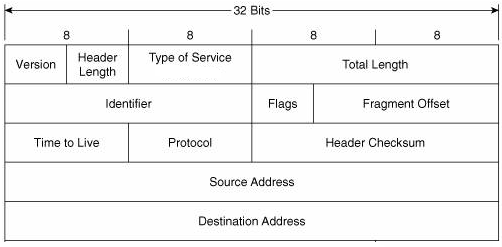 32 Bits
8 8 8 8
Version Header Length Type of Service Total Length
Identifier Flags Fragment Offset
Time to Live Protocol Header Checksum
Source Address
Destination Address